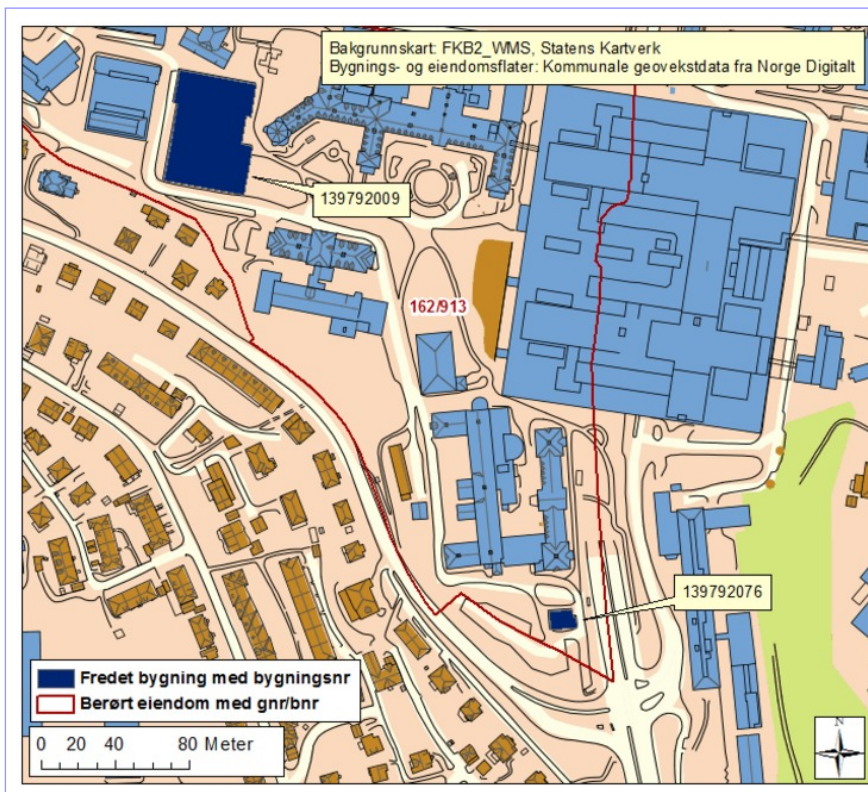 Bakgrunnskart: FKB2_WMS, Statens Kartverk
Bygnings- og eiendomsflater: Kommunale geovekstdata fra Norge Digitalt
139792009
162/913
139792076
Fredet bygning med bygningsnr
Berørt eiendom med gnr/bnr
0 20 40 80 Meter